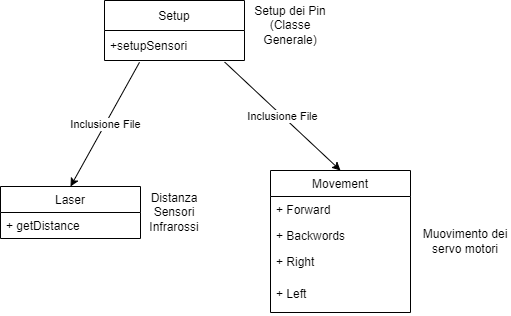 Setup
Setup dei Pin
(Classe
Generale)
+setupSensori
Inclusione File
Inclusione File
Laser
+ getDistance
Distanza
Sensori
Infrarossi
Movement
+ Forward
+ Backwords
+ Right
+ Left
Muovimento dei
servo motori